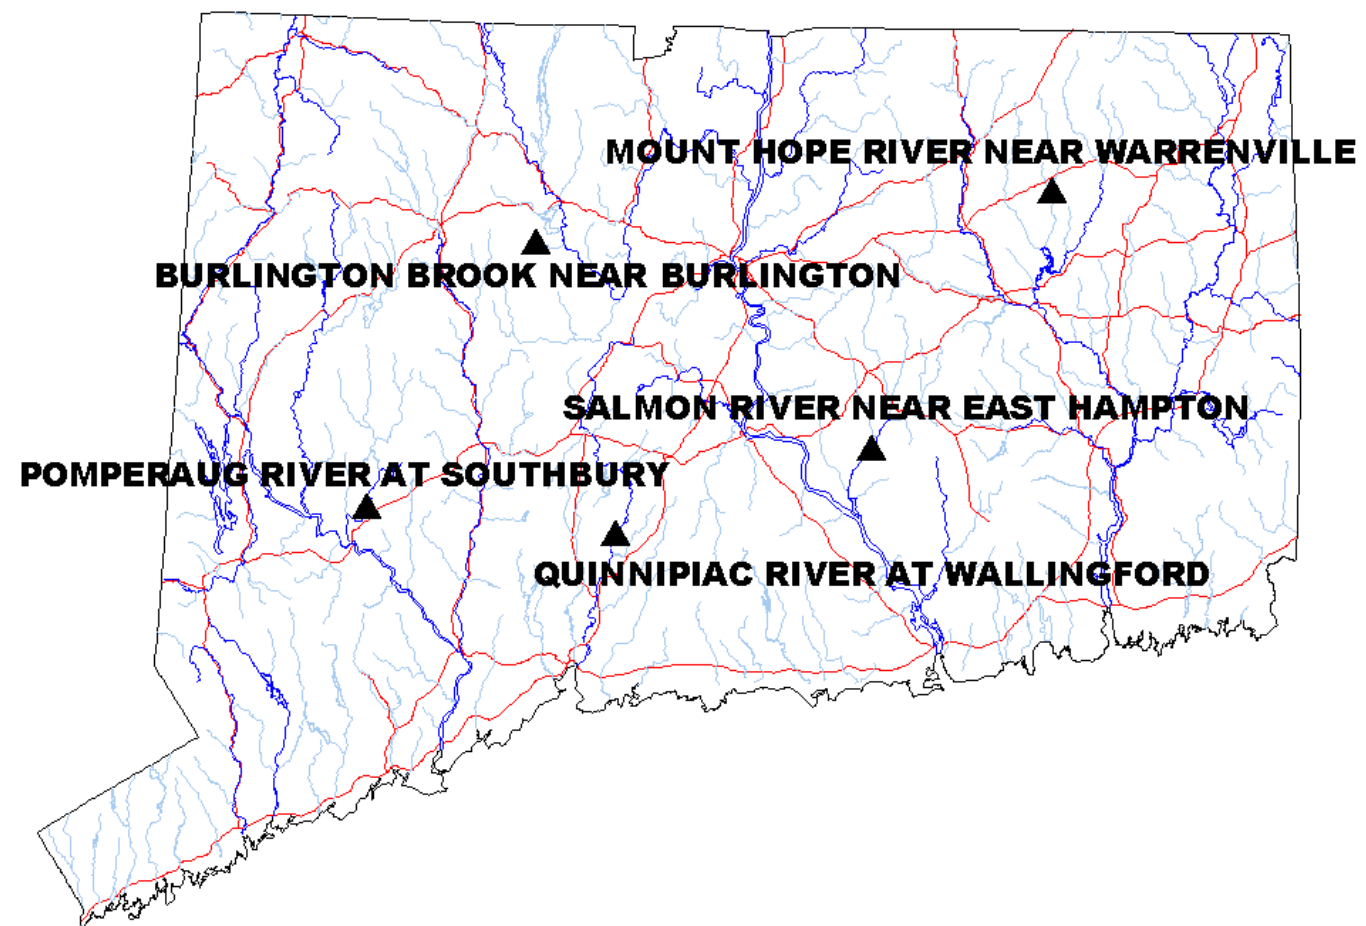 MOUNT HOPE RIVER NEAR WARRENVILLE
BURLINGTON BROOK NEAR BURLINGTON
SALMON RIVER NEAR EAST HAMPTON
POMPERAUG RIVER AT SOUTHBURY
QUINNIPIAC RIVER AT WALLINGFORD